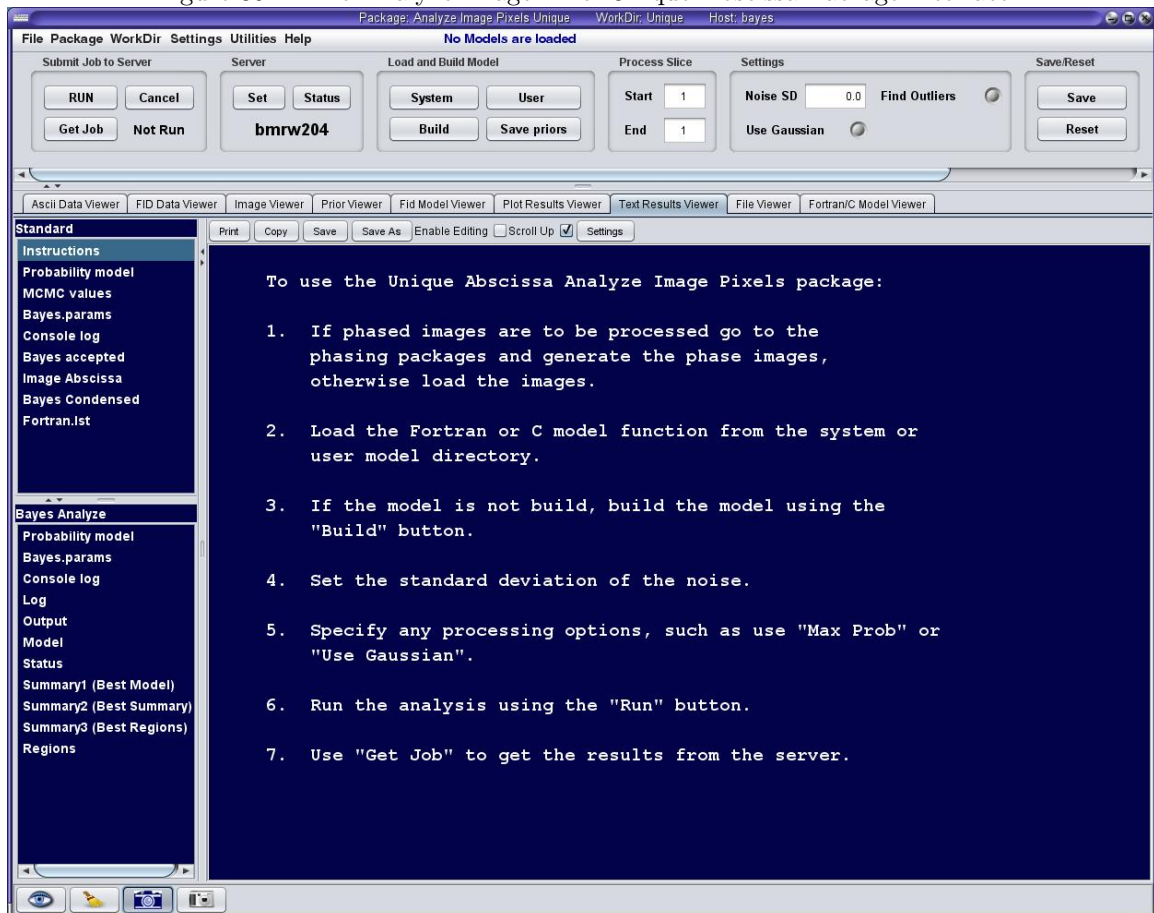 Package: Analyze Image Pixels Unique WorkDir: Unique Host: bayes
File Package WorkDir Settings Utilities Help No Models are loaded
Submit Job to Server Server Load and Build Model Process Slice Settings Save/Reset
RUN Cancel Set Status System User Start 1 Noise SD 0.0 Find Outliers Save
Get Job Not Run bmrw204 Build Save priors End 1 Use Gaussian Reset
Ascii Data Viewer FID Data Viewer Image Viewer Prior Viewer Fid Model Viewer Plot Results Viewer Text Results Viewer File Viewer Fortran/C Model Viewer
Print Copy Save Save As Enable Editing Scroll Up Settings
Standard
Instructions
Probability model
MCMC values
Bayes.params
Console log
Bayes accepted
Image Abscissa
Bayes Condensed
Fortran.lst
Bayes Analyze
Probability model
Bayes.params
Console log
Log
Output
Model
Status
Summary1 (Best Model)
Summary2 (Best Summary)
Summary3 (Best Regions)
Regions
To use the Unique Abscissa Analyze Image Pixels package:
1. If phased images are to be processed go to the
phasing packages and generate the phase images,
otherwise load the images.
2. Load the Fortran or C model function from the system or
user model directory.
3. If the model is not build, build the model using the
"Build" button.
4. Set the standard deviation of the noise.
5. Specify any processing options, such as use "Max Prob" or
"Use Gaussian".
6. Run the analysis using the "Run" button.
7. Use "Get Job" to get the results from the server.